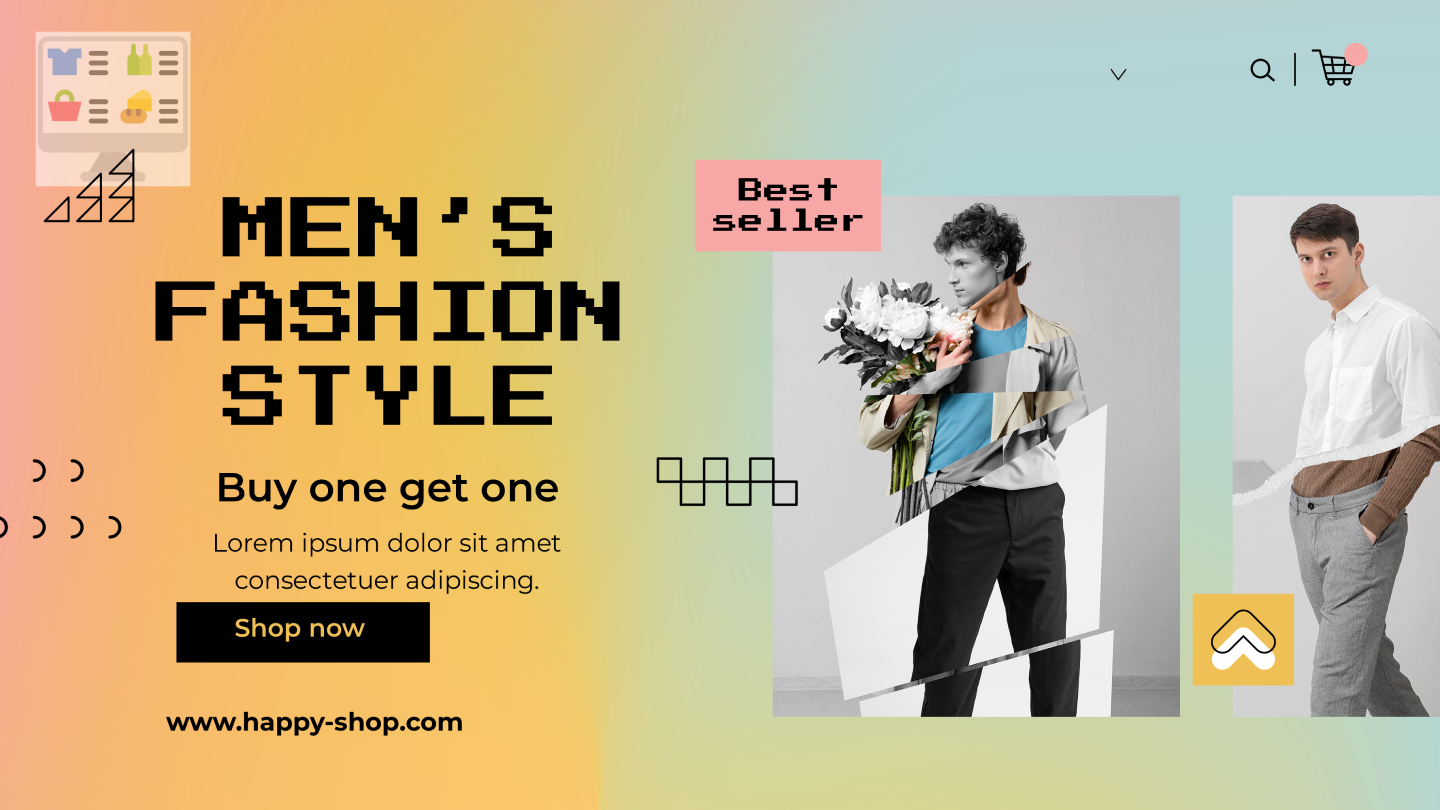 Best
seller
MEN'S
FASHION
STYLE
Buy one get one
Lorem ipsum dolor sit amet
consectetuer adipiscing.
Shop now
www.happy-shop.com